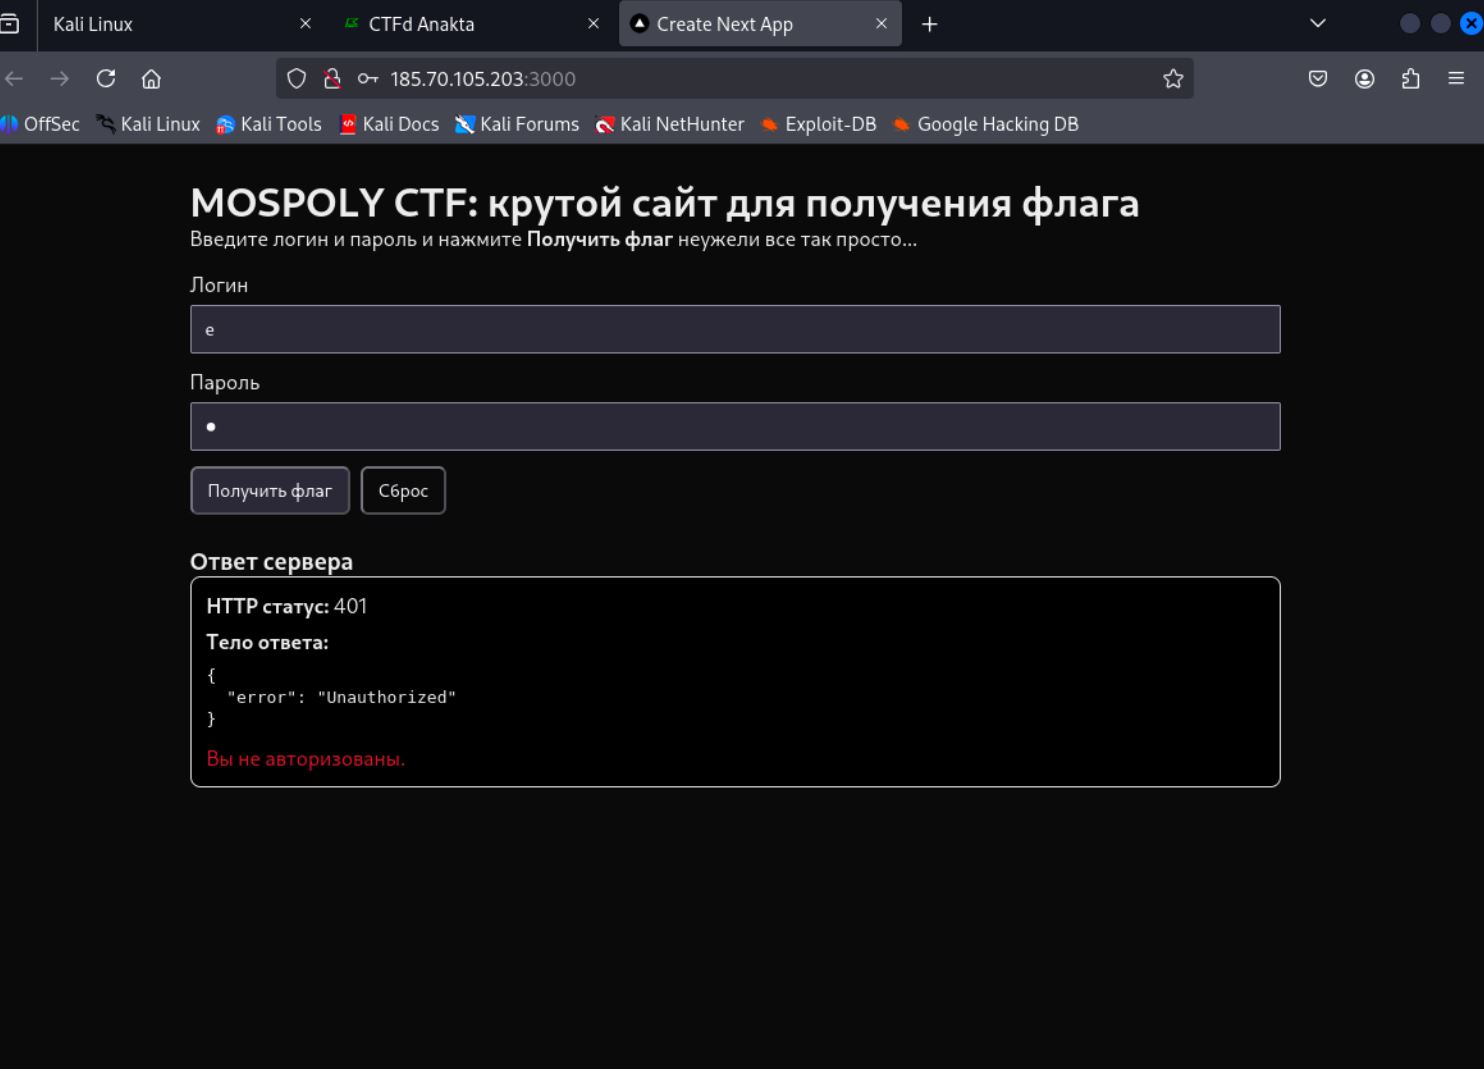 Kali Linux
CTFd Anakta
Create Next App
185.70.105.203:3000
OffSec
Kali Linux
Kali Tools
Kali Docs
Kali Forums
Kali NetHunter
Exploit-DB
Google Hacking DB
MOSPOLY CTF: крутой сайт для получения флага
Введите логин и пароль и нажмите Получить флаг неужели все так просто...
Логин
e
Пароль
Получить флаг
Сброс
Ответ сервера
HTTP статус: 401
Тело ответа:
{
"error": "Unauthorized"
}
Вы не авторизованы.